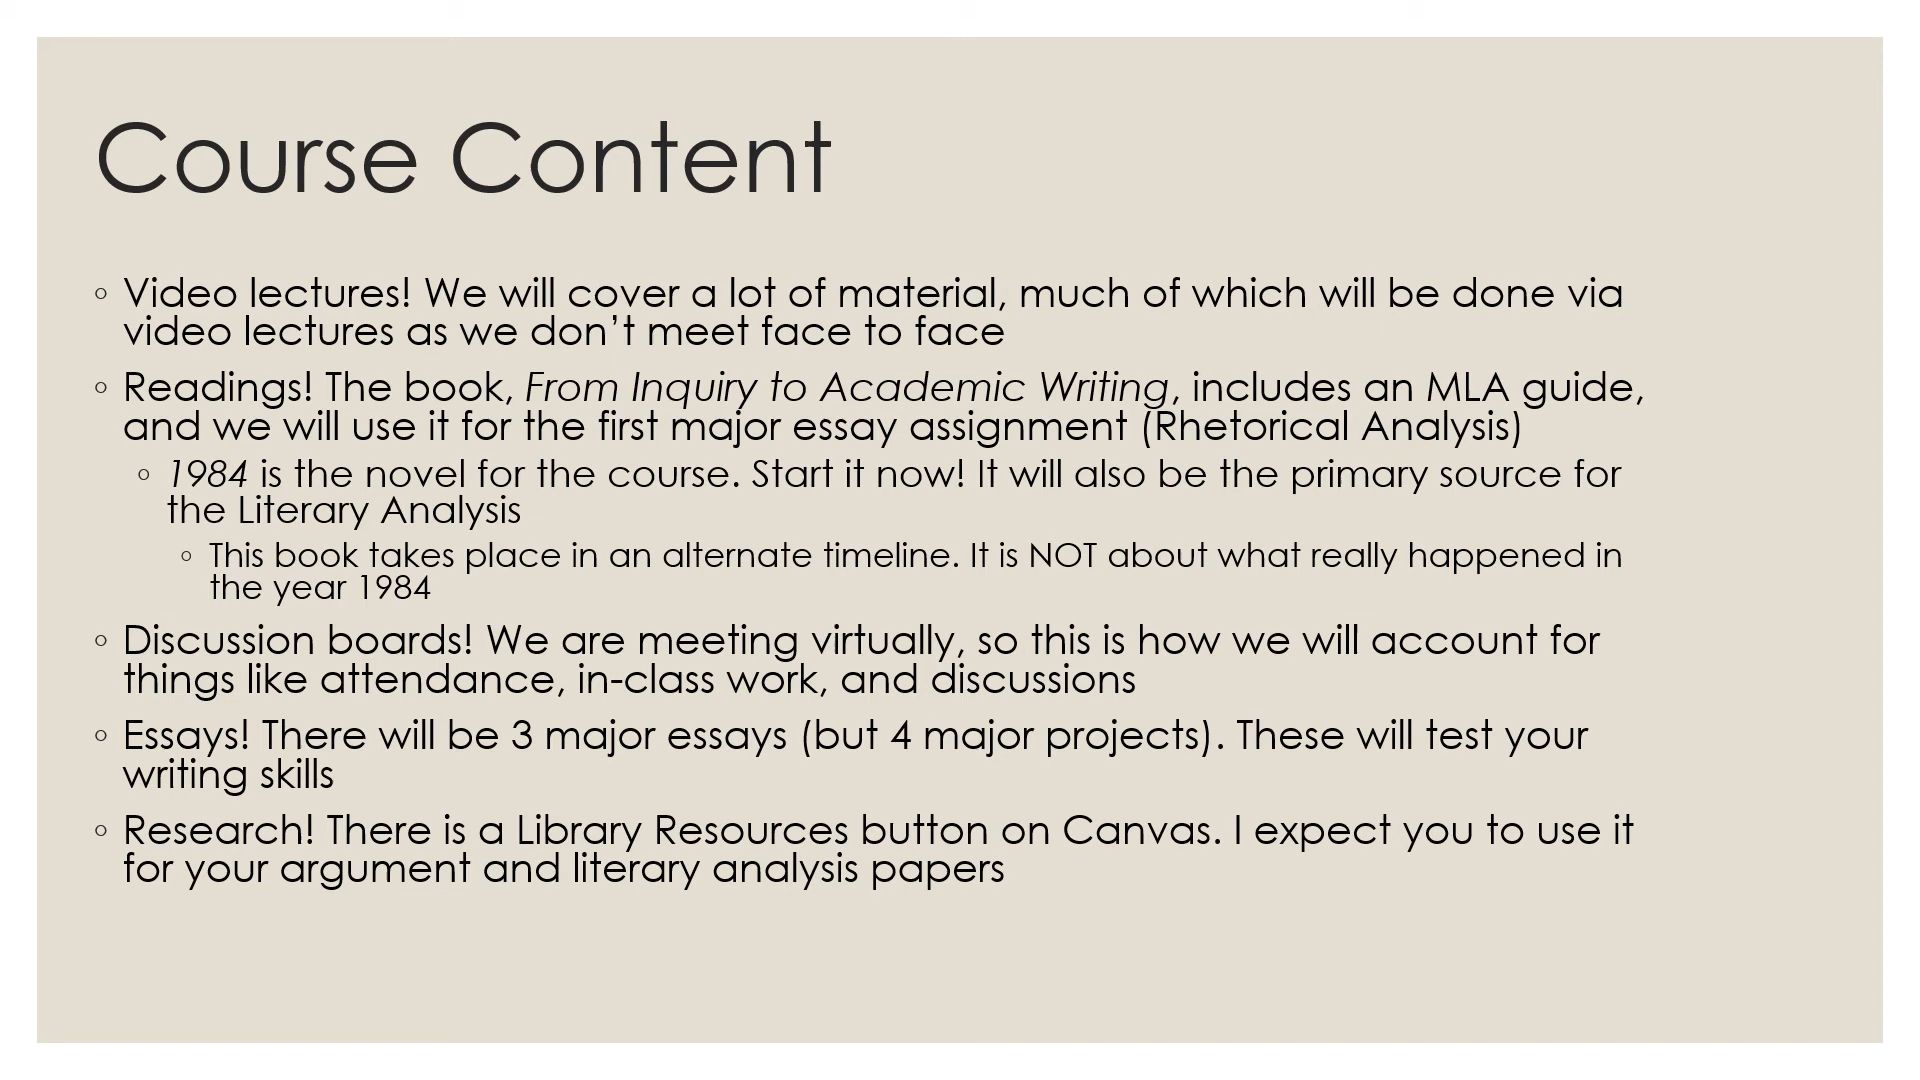 Course Content
◦ Video lectures! We will cover a lot of material, much of which will be done via
video lectures as we don’t meet face to face
◦ Readings! The book, From Inquiry to Academic Writing, includes an MLA guide,
and we will use it for the first major essay assignment (Rhetorical Analysis)
◦ 1984 is the novel for the course. Start it now! It will also be the primary source for
the Literary Analysis
◦ This book takes place in an alternate timeline. It is NOT about what really happened in
the year 1984
◦ Discussion boards! We are meeting virtually, so this is how we will account for
things like attendance, in-class work, and discussions
◦ Essays! There will be 3 major essays (but 4 major projects). These will test your
writing skills
◦ Research! There is a Library Resources button on Canvas. I expect you to use it
for your argument and literary analysis papers